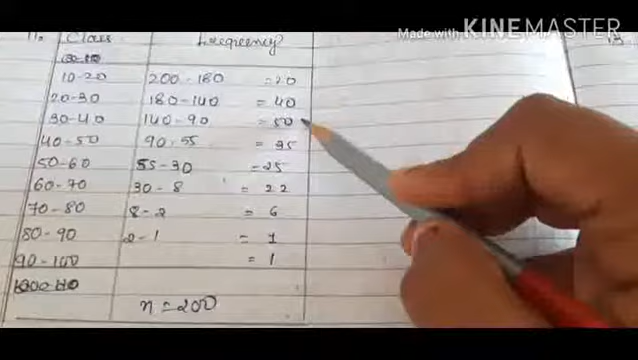 Made with KINEMASTER
11. Class Frequency 13
10-20 200-180 =20
20-30 180-140 =40
30-40 140-90 =50
40-50 90-55 =35
50-60 55-30 =25
60-70 30-8 =22
70-80 8-2 = 6
80-90 2-1 = 1
90-100 = 1
n = 200